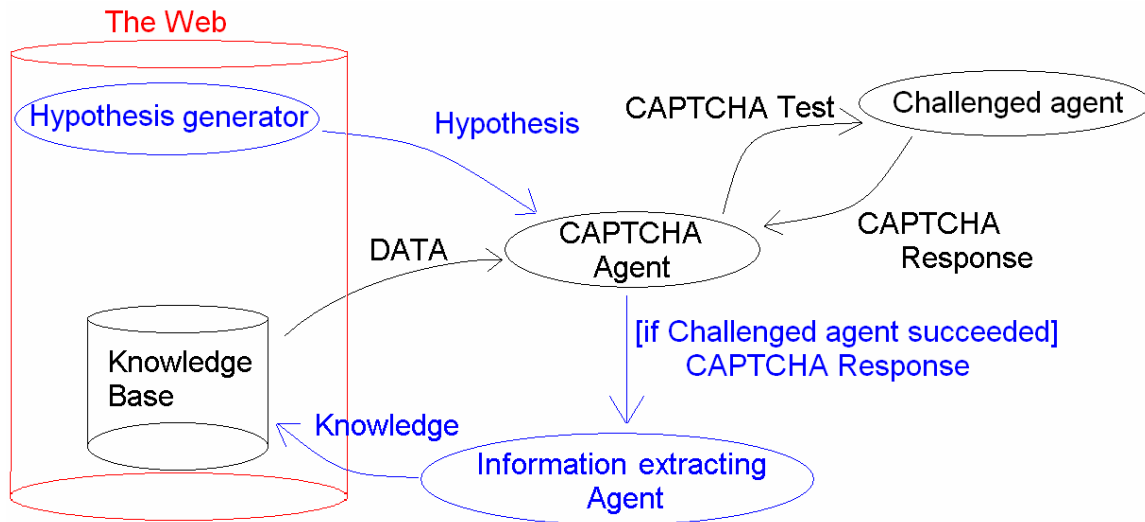 The Web
Hypothesis generator
Hypothesis
CAPTCHA Test
Challenged agent
CAPTCHA
Response
DATA
CAPTCHA
Agent
[if Challenged agent succeeded]
CAPTCHA Response
Knowledge
Base
Knowledge
Information extracting
Agent